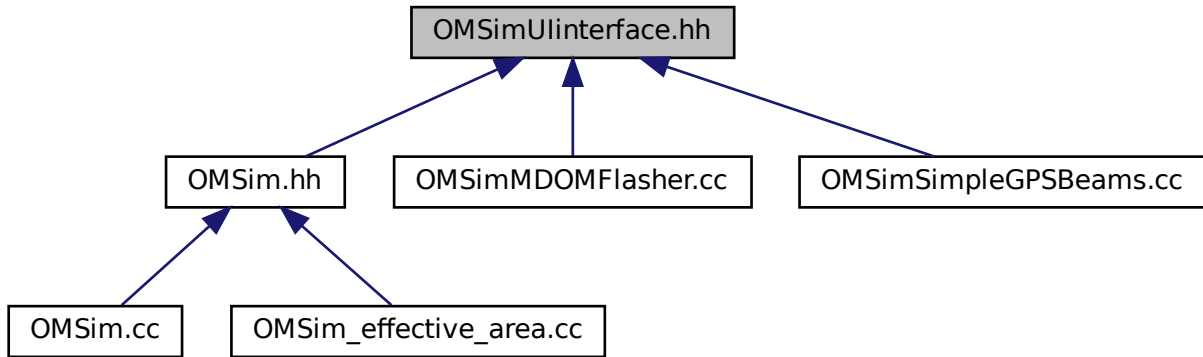 OMSimUIinterface.hh
OMSim.hh
OMSimMDOMFlasher.cc
OMSimSimpleGPSBeams.cc
OMSim.cc
OMSim_effective_area.cc